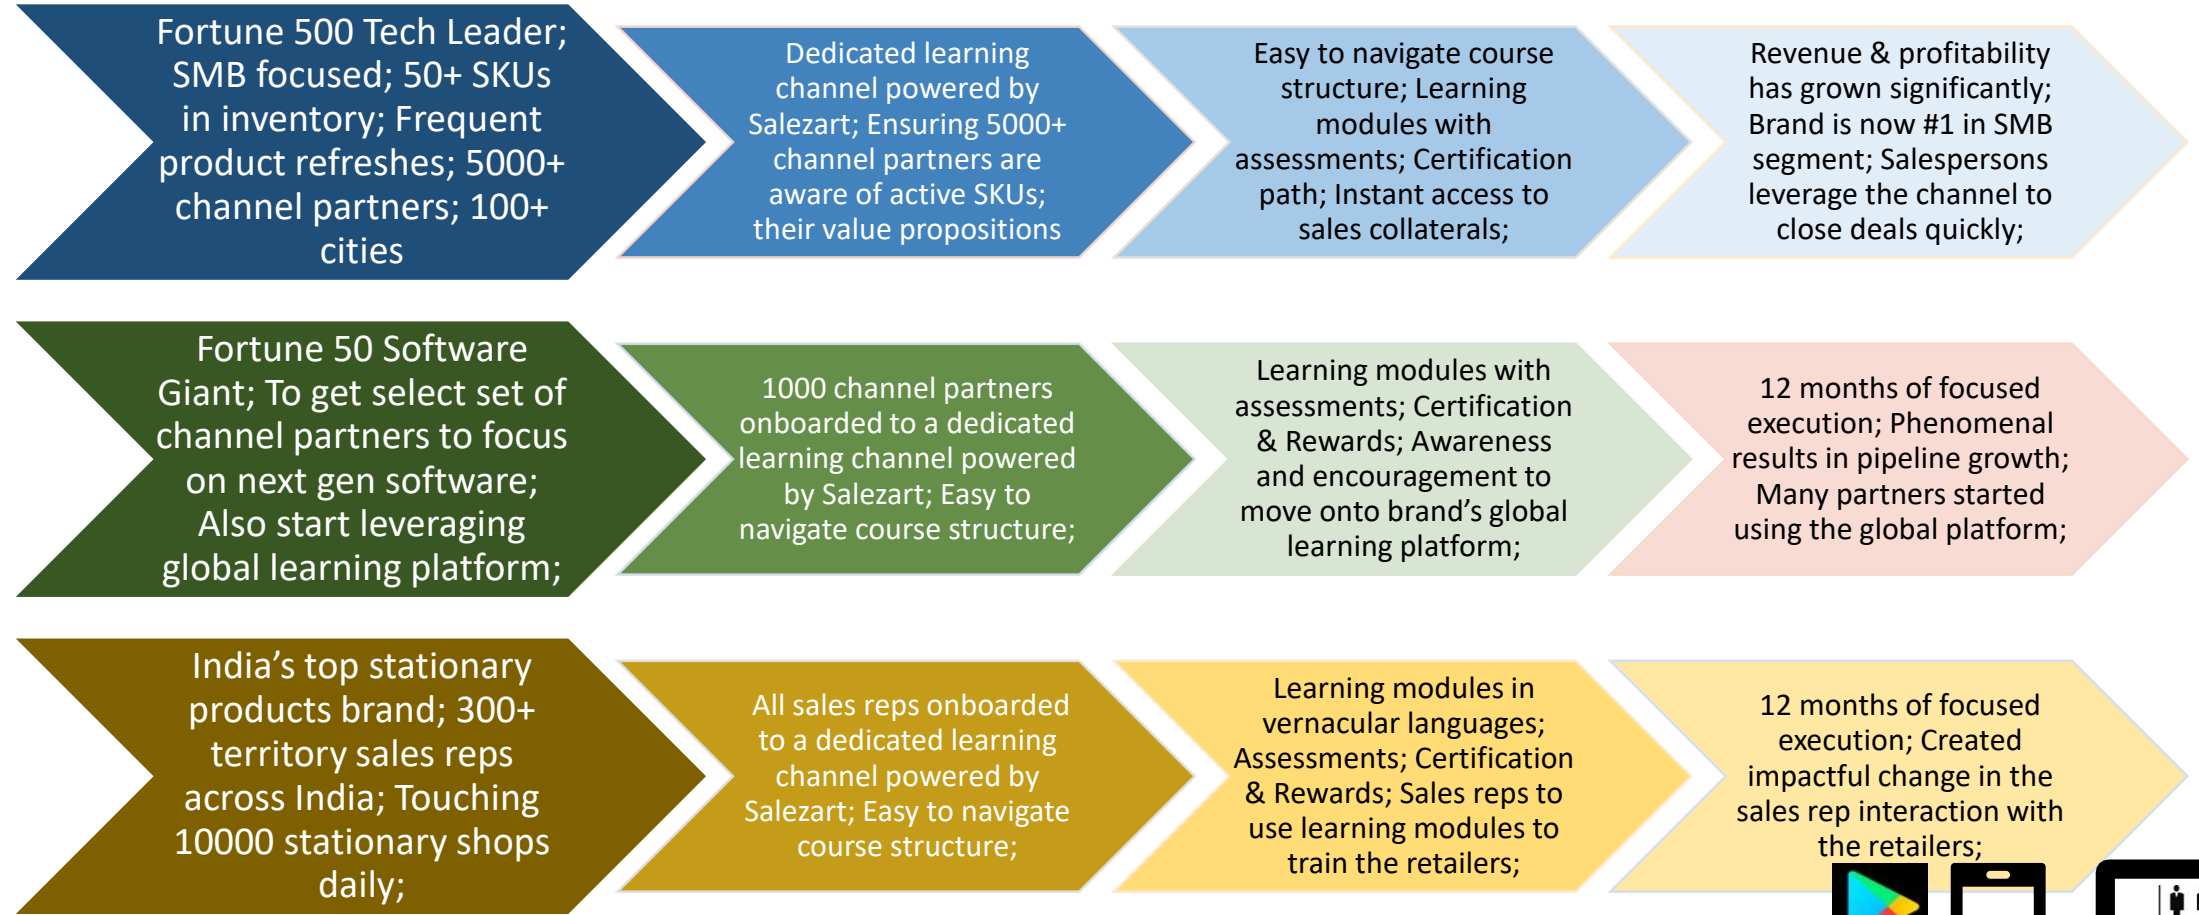 Fortune 500 Tech Leader;
SMB focused; 50+ SKUs
in inventory; Frequent
product refreshes; 5000+
channel partners; 100+
cities
Dedicated learning
channel powered by
Salezart; Ensuring 5000+
channel partners are
aware of active SKUs;
their value propositions
Easy to navigate course
structure; Learning
modules with
assessments; Certification
path; Instant access to
sales collaterals;
Revenue & profitability
has grown significantly;
Brand is now #1 in SMB
segment; Salespersons
leverage the channel to
close deals quickly;
Fortune 50 Software
Giant; To get select set of
channel partners to focus
on next gen software;
Also start leveraging
global learning platform;
1000 channel partners
onboarded to a dedicated
learning channel powered
by Salezart; Easy to
navigate course structure;
Learning modules with
assessments; Certification
& Rewards; Awareness
and encouragement to
move onto brand’s global
learning platform;
12 months of focused
execution; Phenomenal
results in pipeline growth;
Many partners started
using the global platform;
India’s top stationary
products brand; 300+
territory sales reps
across India; Touching
10000 stationary shops
daily;
All sales reps onboarded
to a dedicated learning
channel powered by
Salezart; Easy to navigate
course structure;
Learning modules in
vernacular languages;
Assessments; Certification
& Rewards; Sales reps to
use learning modules to
train the retailers;
12 months of focused
execution; Created
impactful change in the
sales rep interaction with
the retailers;